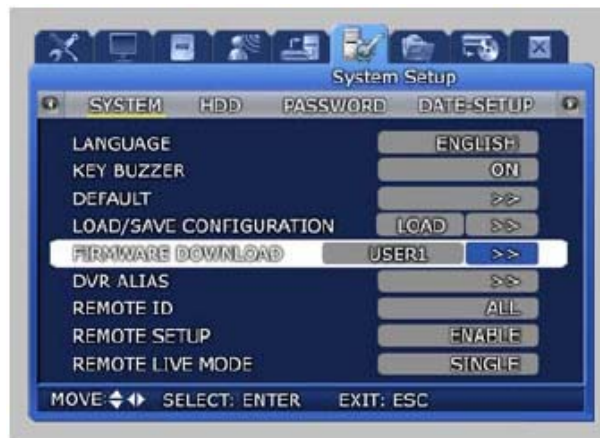 System Setup
SYSTEM HDD PASSWORD DATE-SETUP
LANGUAGE ENGLISH
KEY BUZZER ON
DEFAULT >>
LOAD/SAVE CONFIGURATION LOAD >>
FIRMWARE DOWNLOAD USER1 >>
DVR ALIAS >>
REMOTE ID ALL
REMOTE SETUP ENABLE
REMOTE LIVE MODE SINGLE
MOVE: SELECT: ENTER EXIT: ESC